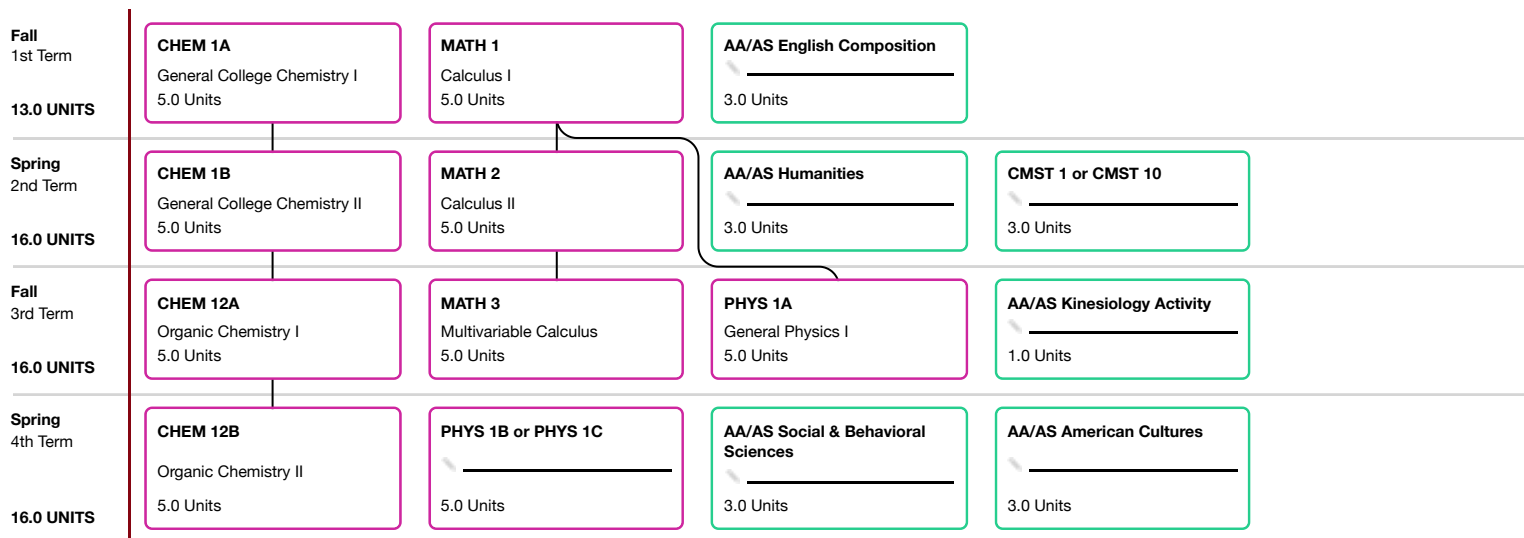 Fall
1st Term
13.0 UNITS
CHEM 1A
General College Chemistry I
5.0 Units
MATH 1
Calculus I
5.0 Units
AA/AS English Composition
3.0 Units
Spring
2nd Term
16.0 UNITS
CHEM 1B
General College Chemistry II
5.0 Units
MATH 2
Calculus II
5.0 Units
AA/AS Humanities
3.0 Units
CMST 1 or CMST 10
3.0 Units
Fall
3rd Term
16.0 UNITS
CHEM 12A
Organic Chemistry I
5.0 Units
MATH 3
Multivariable Calculus
5.0 Units
PHYS 1A
General Physics I
5.0 Units
AA/AS Kinesiology Activity
1.0 Units
Spring
4th Term
16.0 UNITS
CHEM 12B
Organic Chemistry II
5.0 Units
PHYS 1B or PHYS 1C
5.0 Units
AA/AS Social & Behavioral
Sciences
3.0 Units
AA/AS American Cultures
3.0 Units